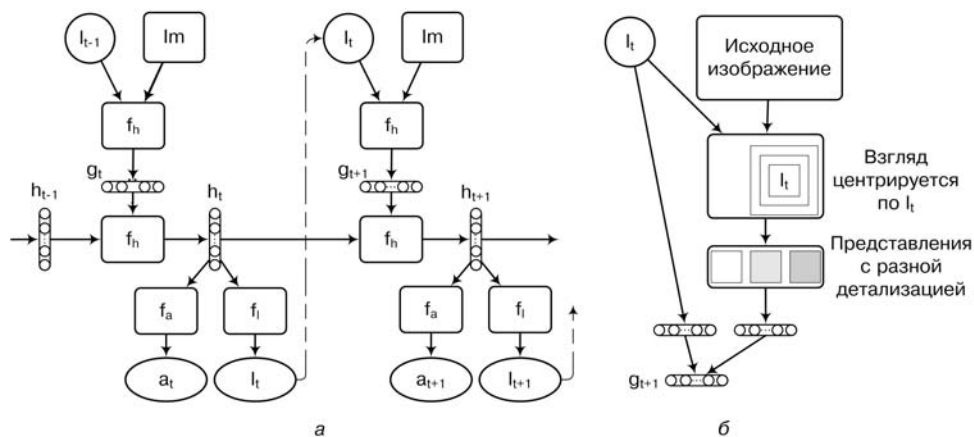 l_{t-1}
Im
l_t
Im
f_h
f_h
g_t
g_{t+1}
h_{t-1}
h_t
h_{t+1}
f_h
f_h
f_a
f_l
f_a
f_l
a_t
l_t
a_{t+1}
l_{t+1}
а
l_t
Исходное
изображение
l_t
Взгляд
центрируется
по l_t
Представления
с разной
детализацией
g_{t+1}
б